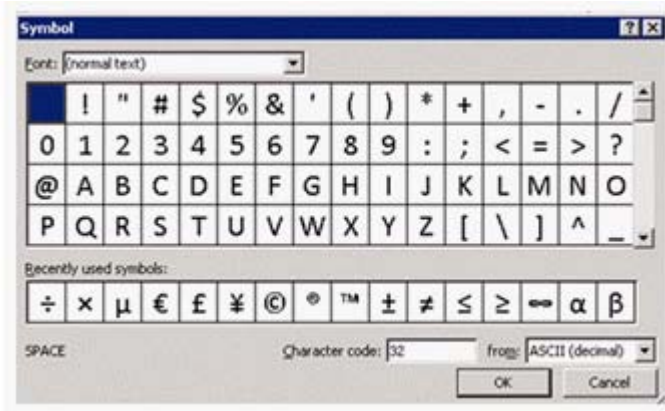 Symbol
Font: (normal text)
! " # $ % & ' ( ) * + , - . /
0 1 2 3 4 5 6 7 8 9 : ; < = > ?
@ A B C D E F G H I J K L M N O
P Q R S T U V W X Y Z [ \ ] ^ _
Recently used symbols:
÷ × µ € £ ¥ © ® ™ ± ≠ ≤ ≥ ∞ α β
SPACE Character code: 32 from: ASCII (decimal)
OK Cancel